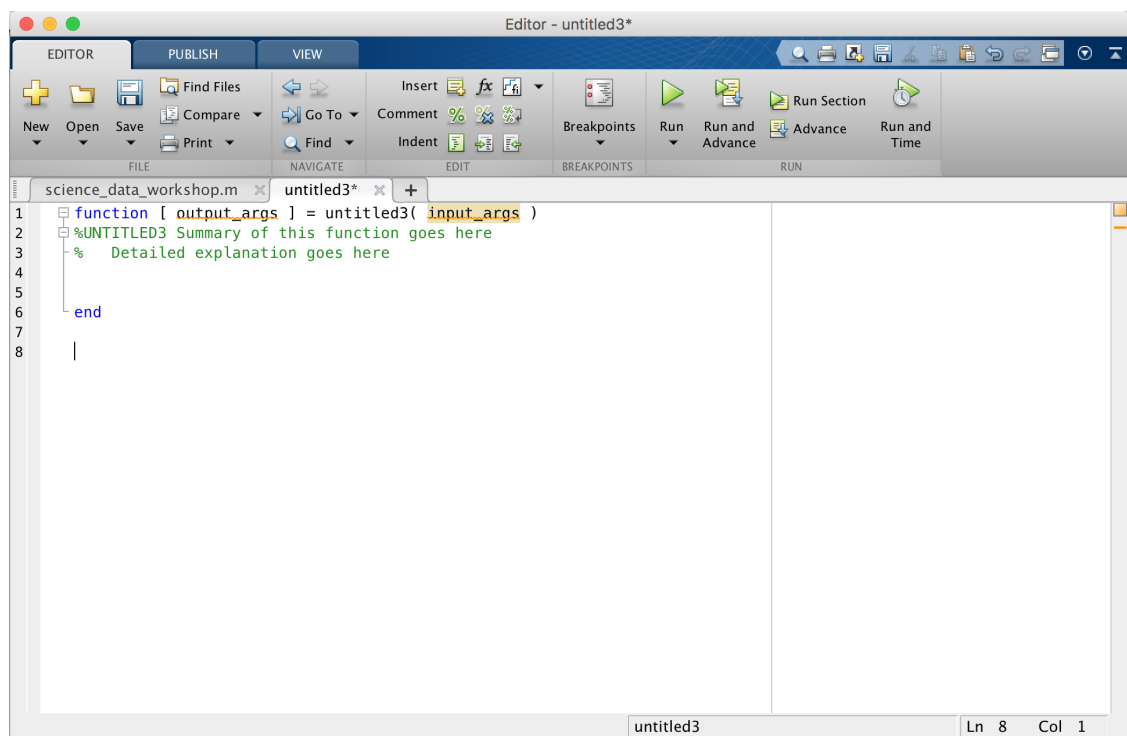 Editor - untitled3*
EDITOR PUBLISH VIEW
New Open Save Find Files Compare Print
FILE
Go To Find
NAVIGATE
Insert fx
Comment % %
Indent
EDIT
Breakpoints
BREAKPOINTS
Run Run and Advance Run Section Advance Run and Time
RUN
science_data_workshop.m untitled3* +
1 function [ output_args ] = untitled3( input_args )
2 %UNTITLED3 Summary of this function goes here
3 %   Detailed explanation goes here
4
5
6 end
7
8
untitled3 Ln 8 Col 1